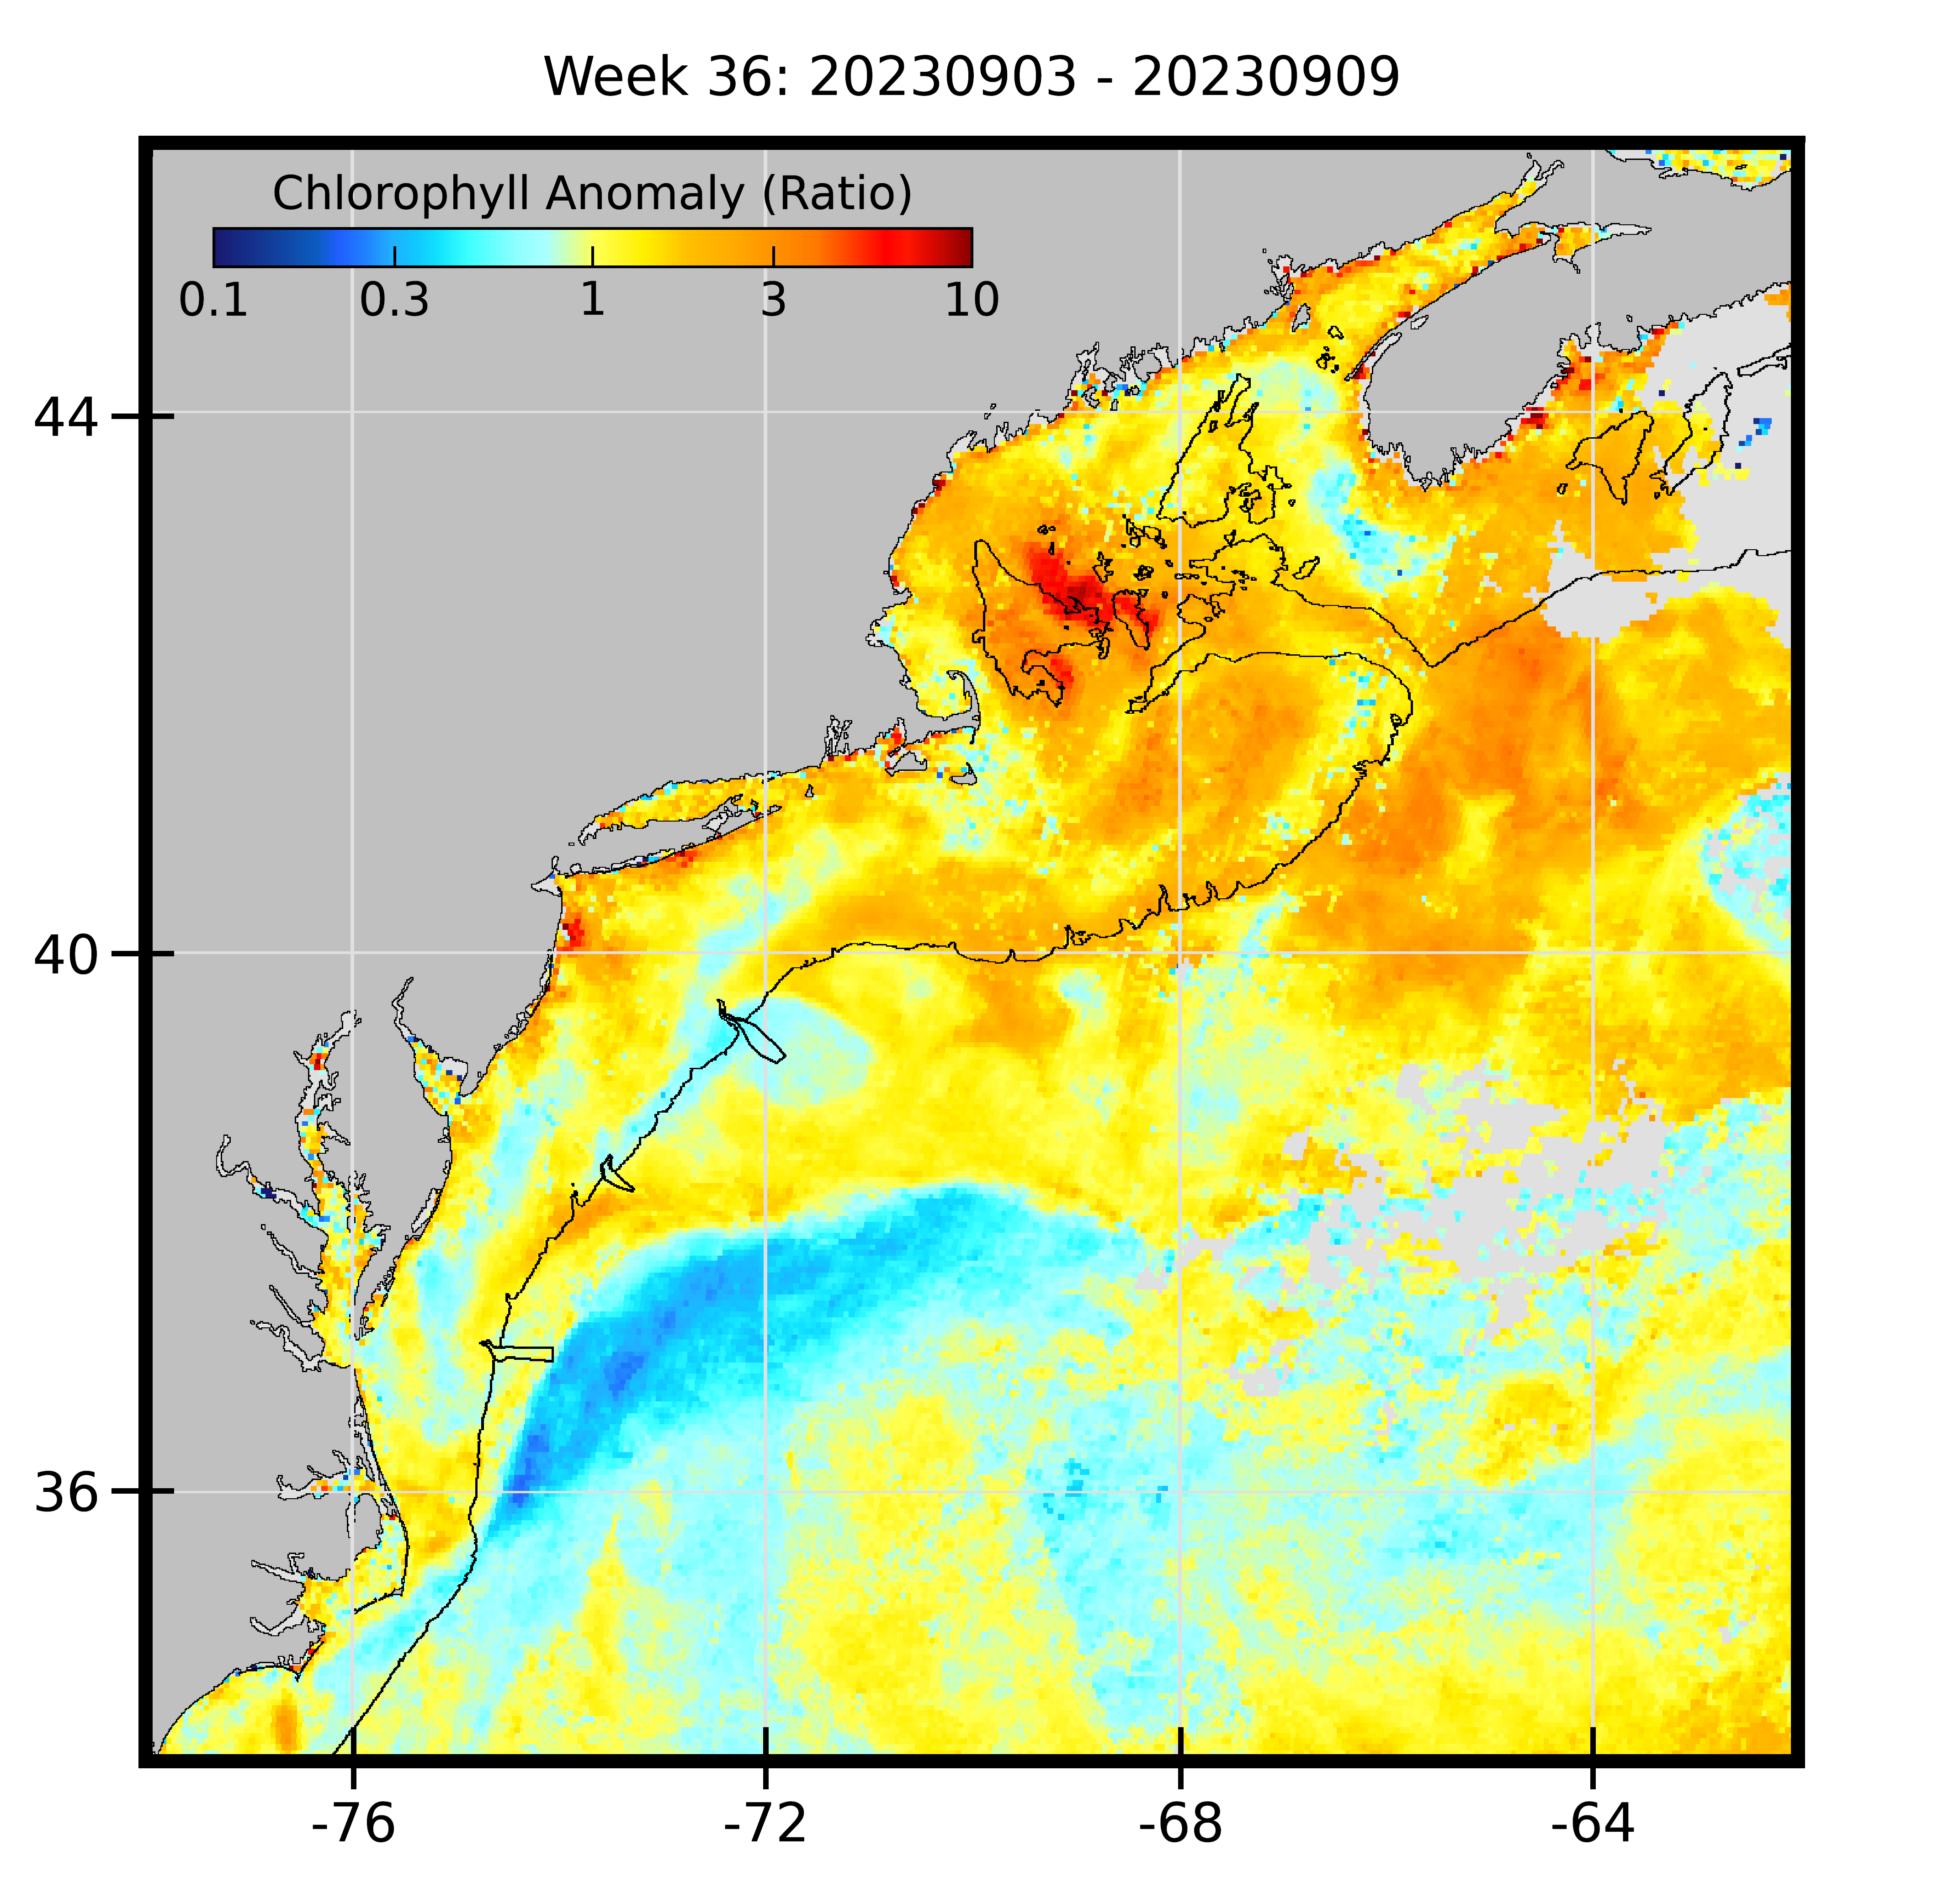 Week 36: 20230903 - 20230909
Chlorophyll Anomaly (Ratio)
0.1 0.3 1 3 10
44
40
36
-76 -72 -68 -64